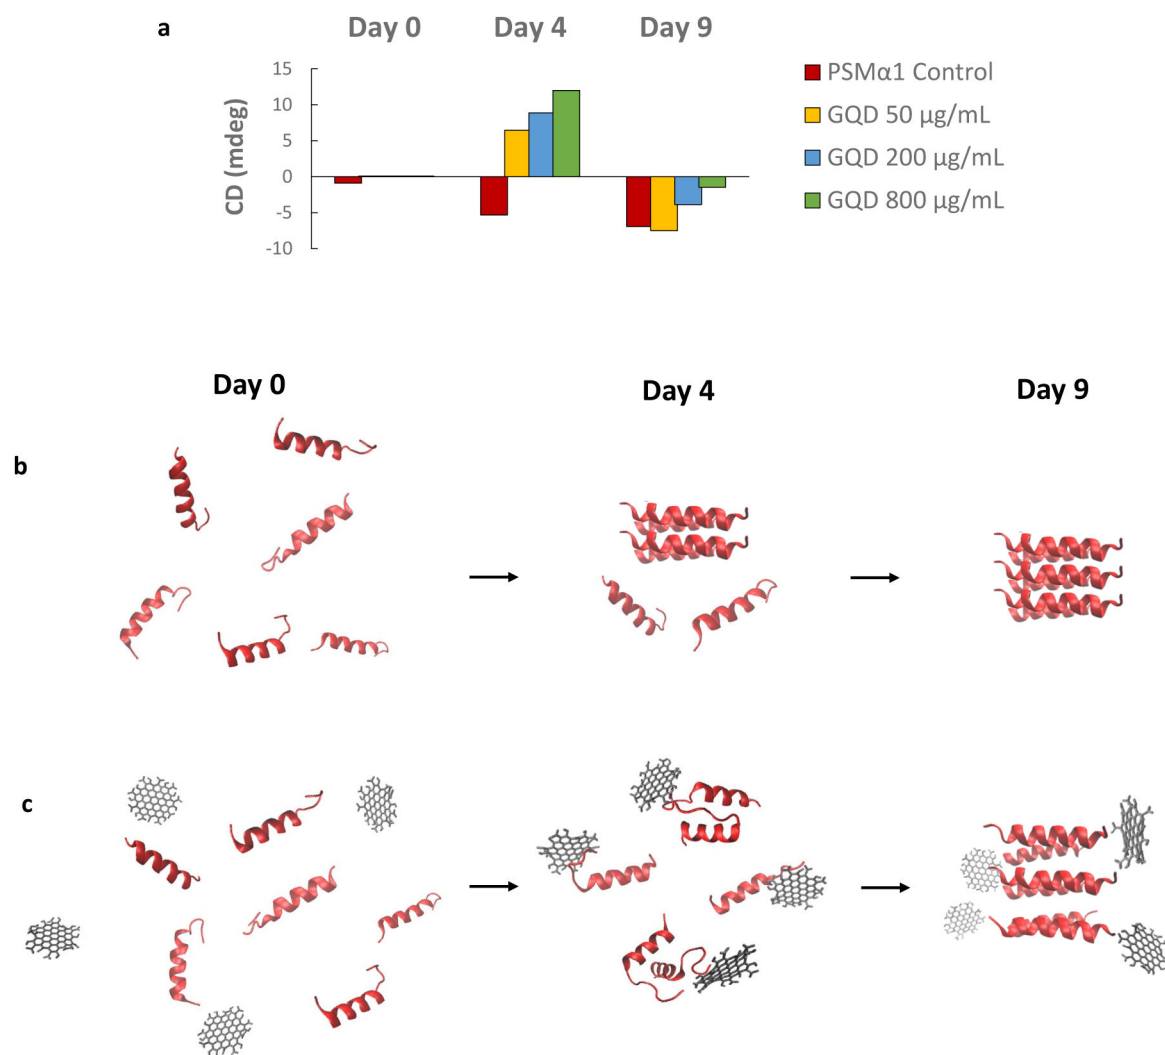 a
Day 0
Day 4
Day 9
CD (mdeg)
15
10
5
0
-5
-10
PSMα1 Control
GQD 50 µg/mL
GQD 200 µg/mL
GQD 800 µg/mL
Day 0
Day 4
Day 9
b
c